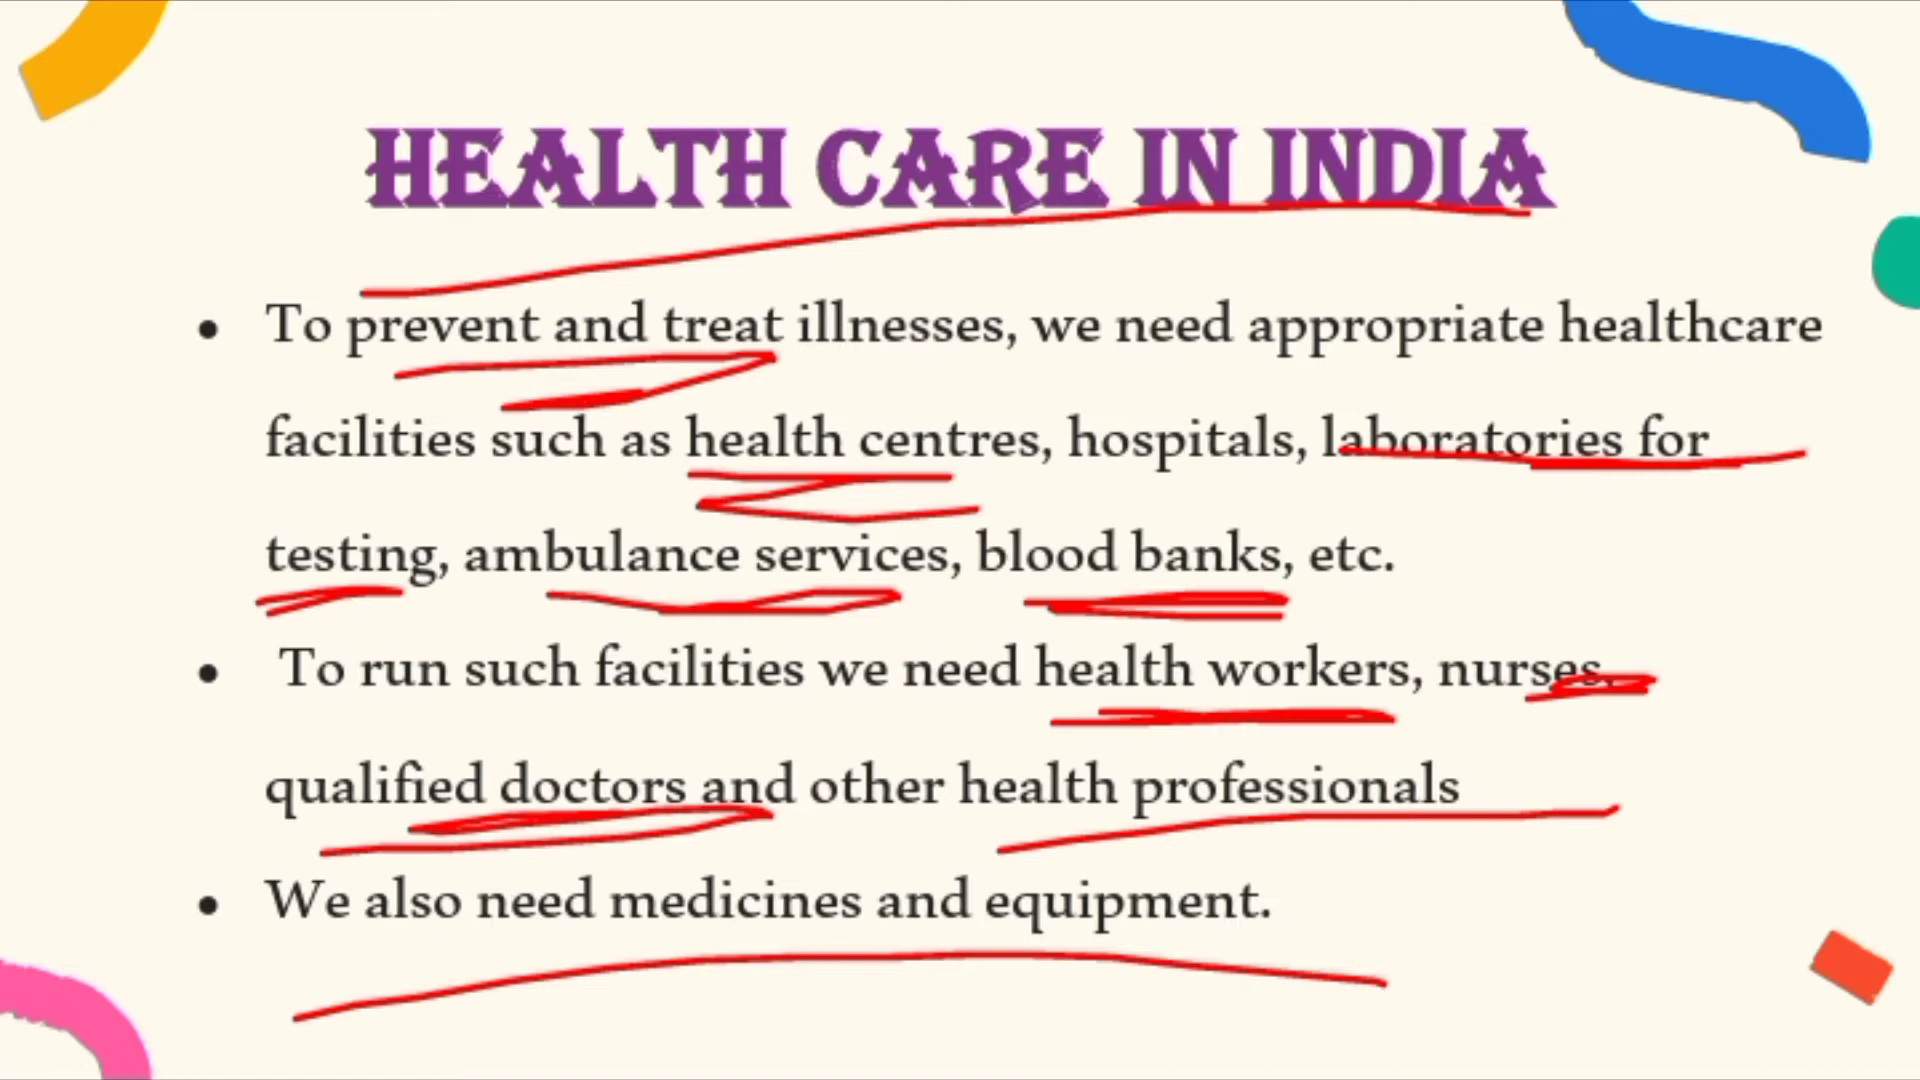 HEALTH CARE IN INDIA
• To prevent and treat illnesses, we need appropriate healthcare
facilities such as health centres, hospitals, laboratories for
testing, ambulance services, blood banks, etc.
• To run such facilities we need health workers, nurses,
qualified doctors and other health professionals
• We also need medicines and equipment.